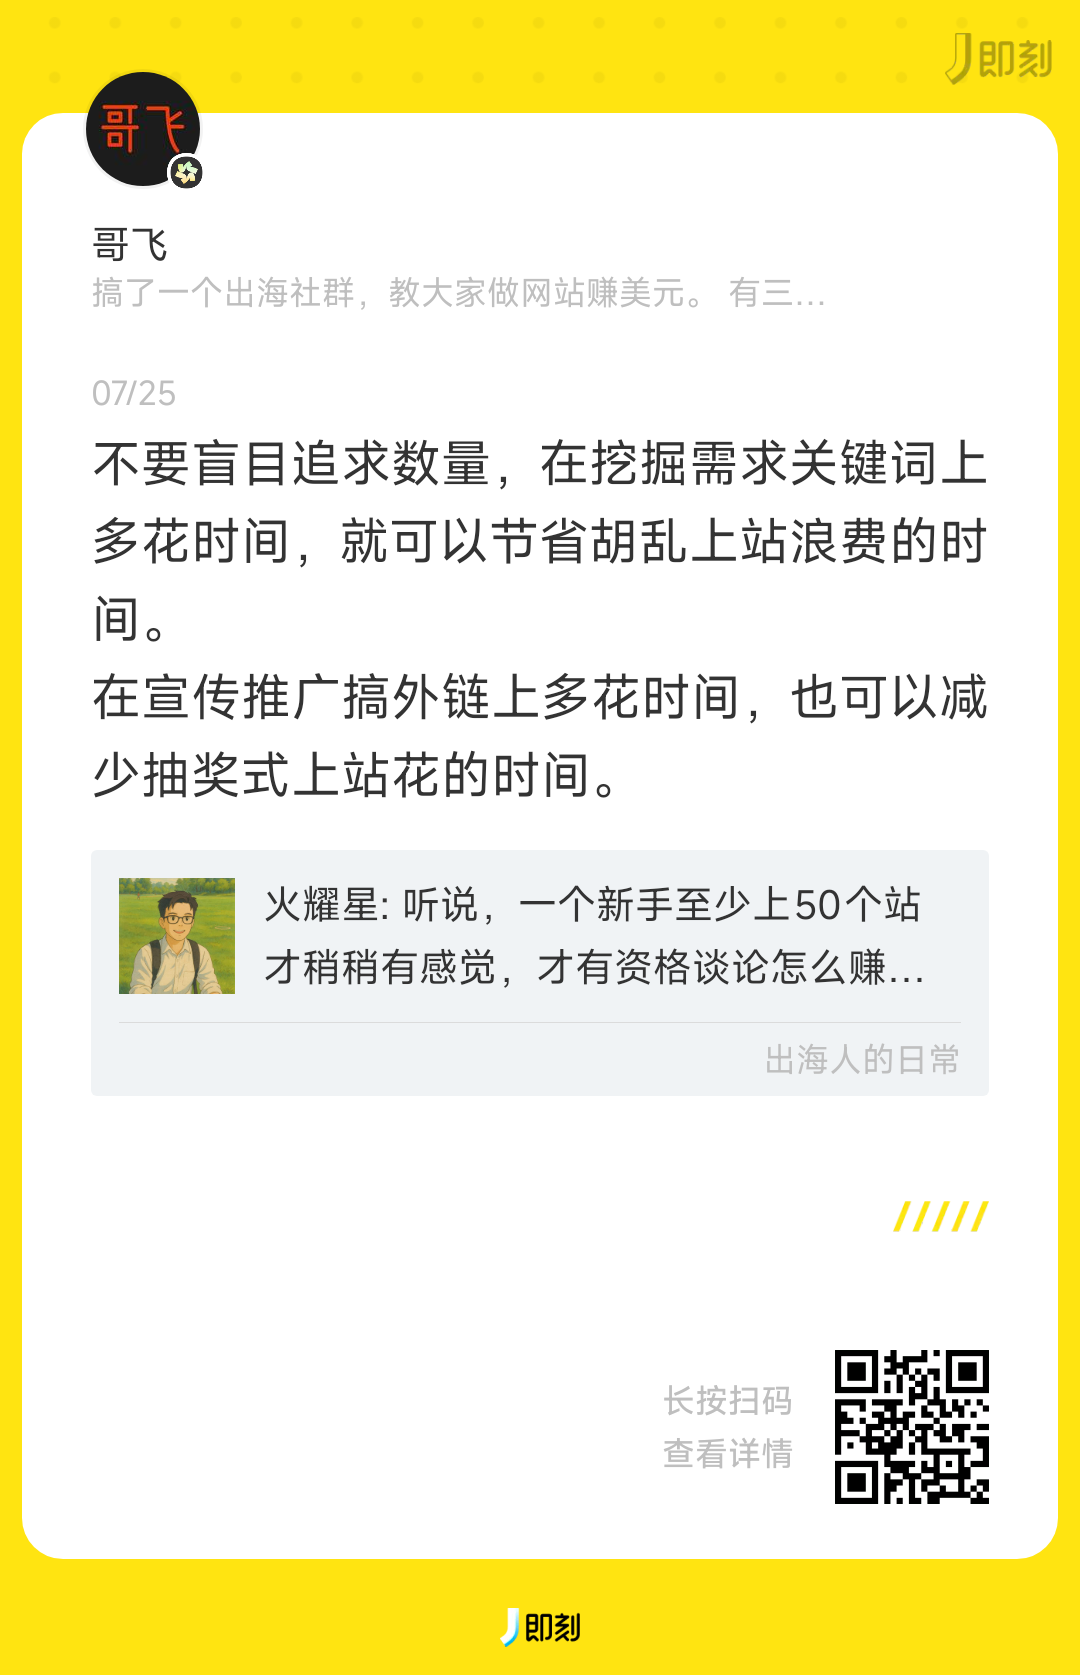 即刻
哥飞
哥飞
搞了一个出海社群，教大家做网站赚美元。 有三...
07/25
不要盲目追求数量，在挖掘需求关键词上
多花时间，就可以节省胡乱上站浪费的时
间。
在宣传推广搞外链上多花时间，也可以减
少抽奖式上站花的时间。
火耀星: 听说，一个新手至少上50个站
才稍稍有感觉，才有资格谈论怎么赚...
出海人的日常
长按扫码
查看详情
即刻